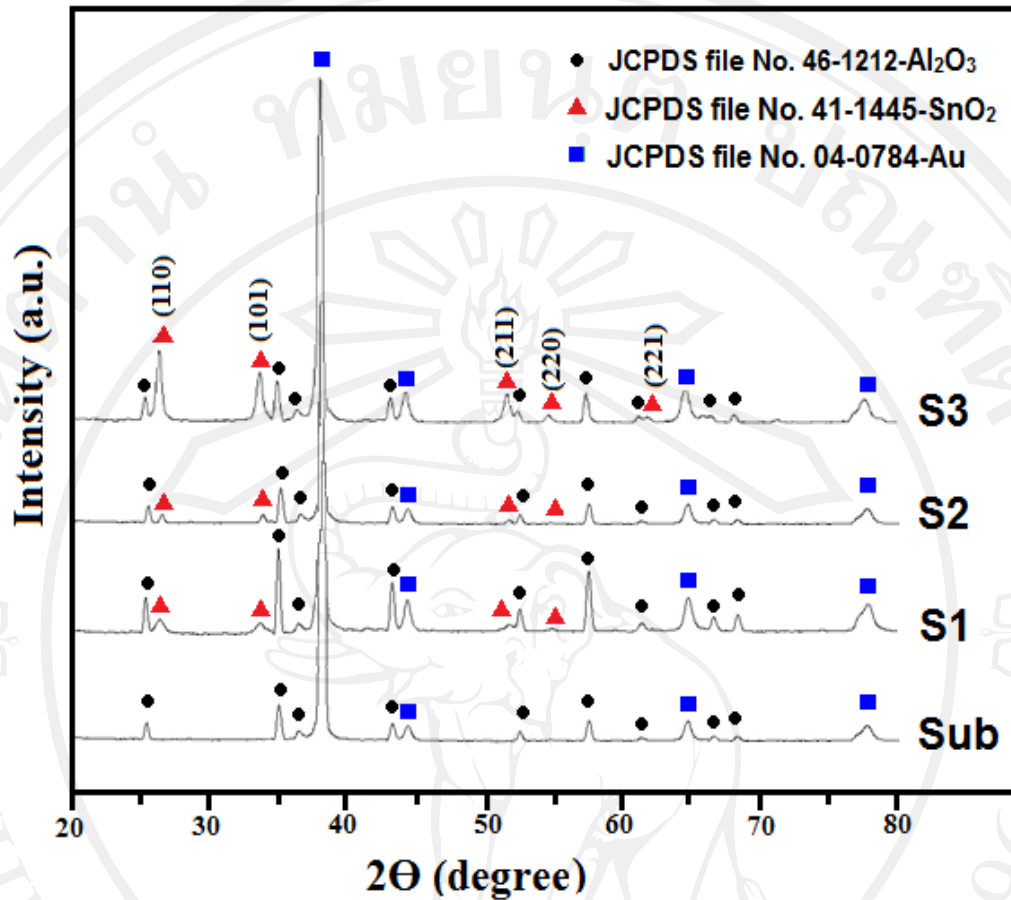 JCPDS file No. 46-1212-Al₂O₃
JCPDS file No. 41-1445-SnO₂
JCPDS file No. 04-0784-Au
Intensity (a.u.)
(110)
(101)
(211)
(220)
(221)
S3
S2
S1
Sub
20 30 40 50 60 70 80
2Θ (degree)